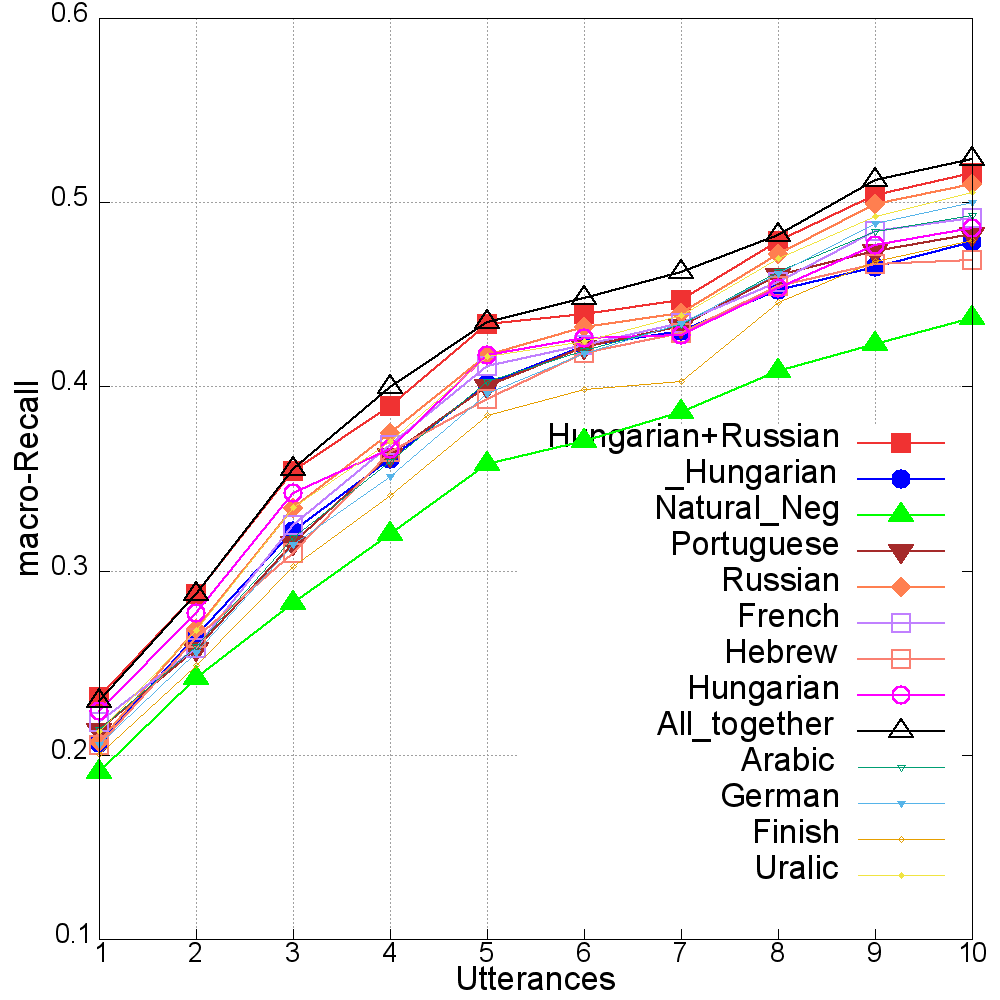 0.6
0.5
0.4
0.3
0.2
0.1
macro-Recall
Hungarian+Russian
_Hungarian
Natural_Neg
Portuguese
Russian
French
Hebrew
Hungarian
All_together
Arabic
German
Finish
Uralic
1 2 3 4 5 6 7 8 9 10
Utterances